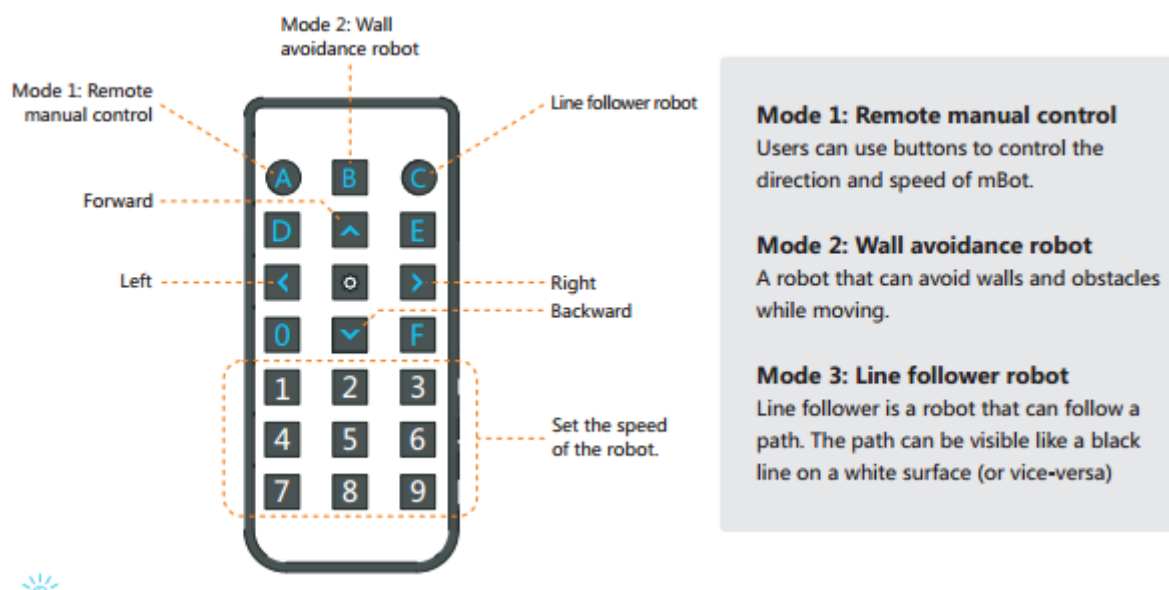 Mode 2: Wall
avoidance robot
Mode 1: Remote
manual control
Line follower robot
A B C
Forward
D E
Left
Right
Backward
0 F
1 2 3
4 5 6
7 8 9
Set the speed
of the robot.
Mode 1: Remote manual control
Users can use buttons to control the
direction and speed of mBot.
Mode 2: Wall avoidance robot
A robot that can avoid walls and obstacles
while moving.
Mode 3: Line follower robot
Line follower is a robot that can follow a
path. The path can be visible like a black
line on a white surface (or vice-versa)